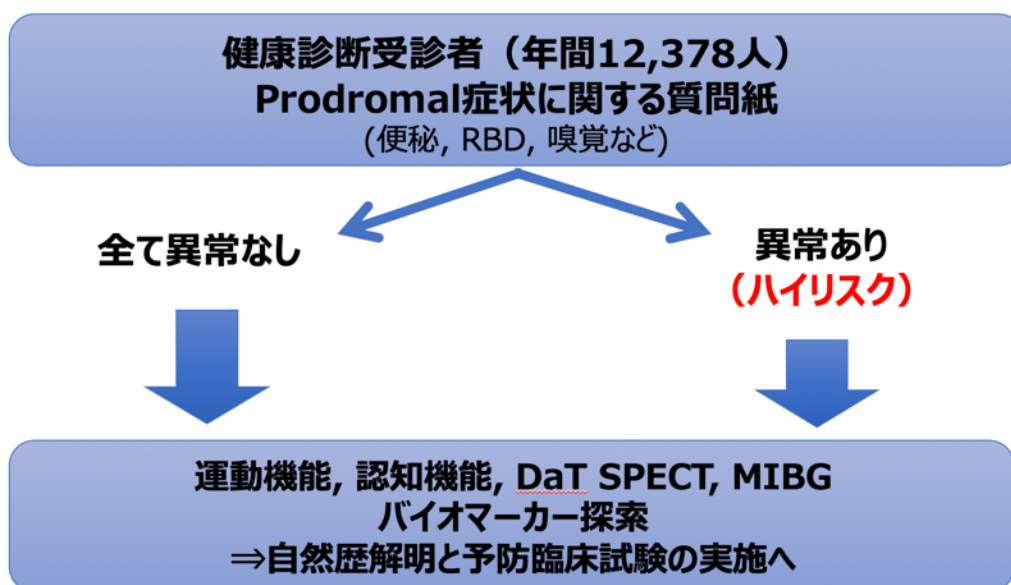 健康診断受診者（年間12,378人）
Prodromal症状に関する質問紙
(便秘, RBD, 嗅覚など)
全て異常なし
異常あり
（ハイリスク）
運動機能, 認知機能, DaT SPECT, MIBG
バイオマーカー探索
⇒自然歴解明と予防臨床試験の実施へ